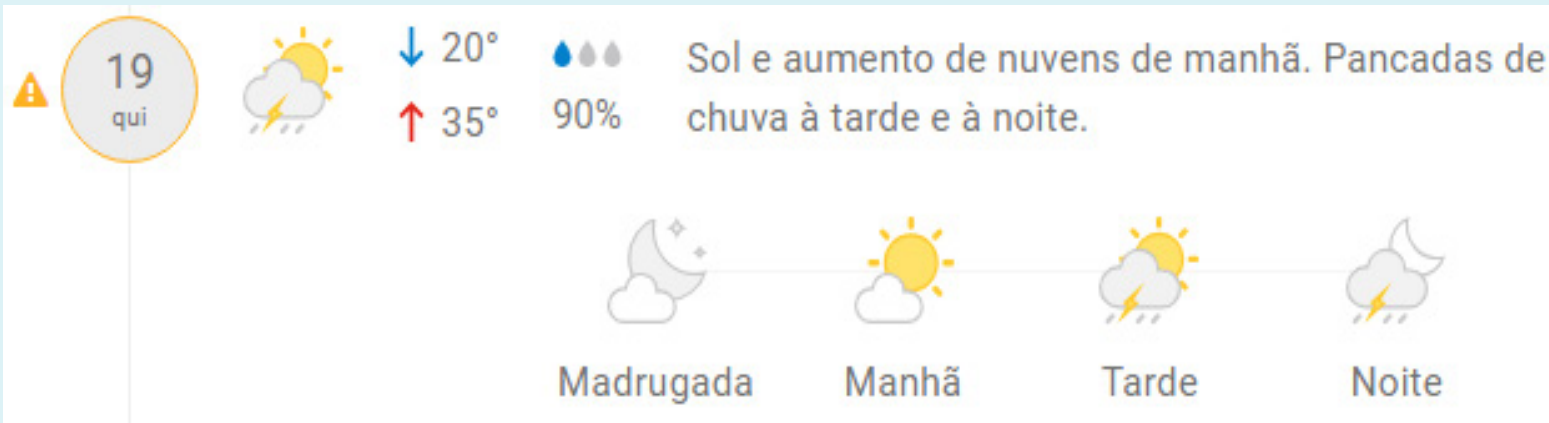 19
qui
20°
35°
90%
Sol e aumento de nuvens de manhã. Pancadas de
chuva à tarde e à noite.
Madrugada Manhã Tarde Noite